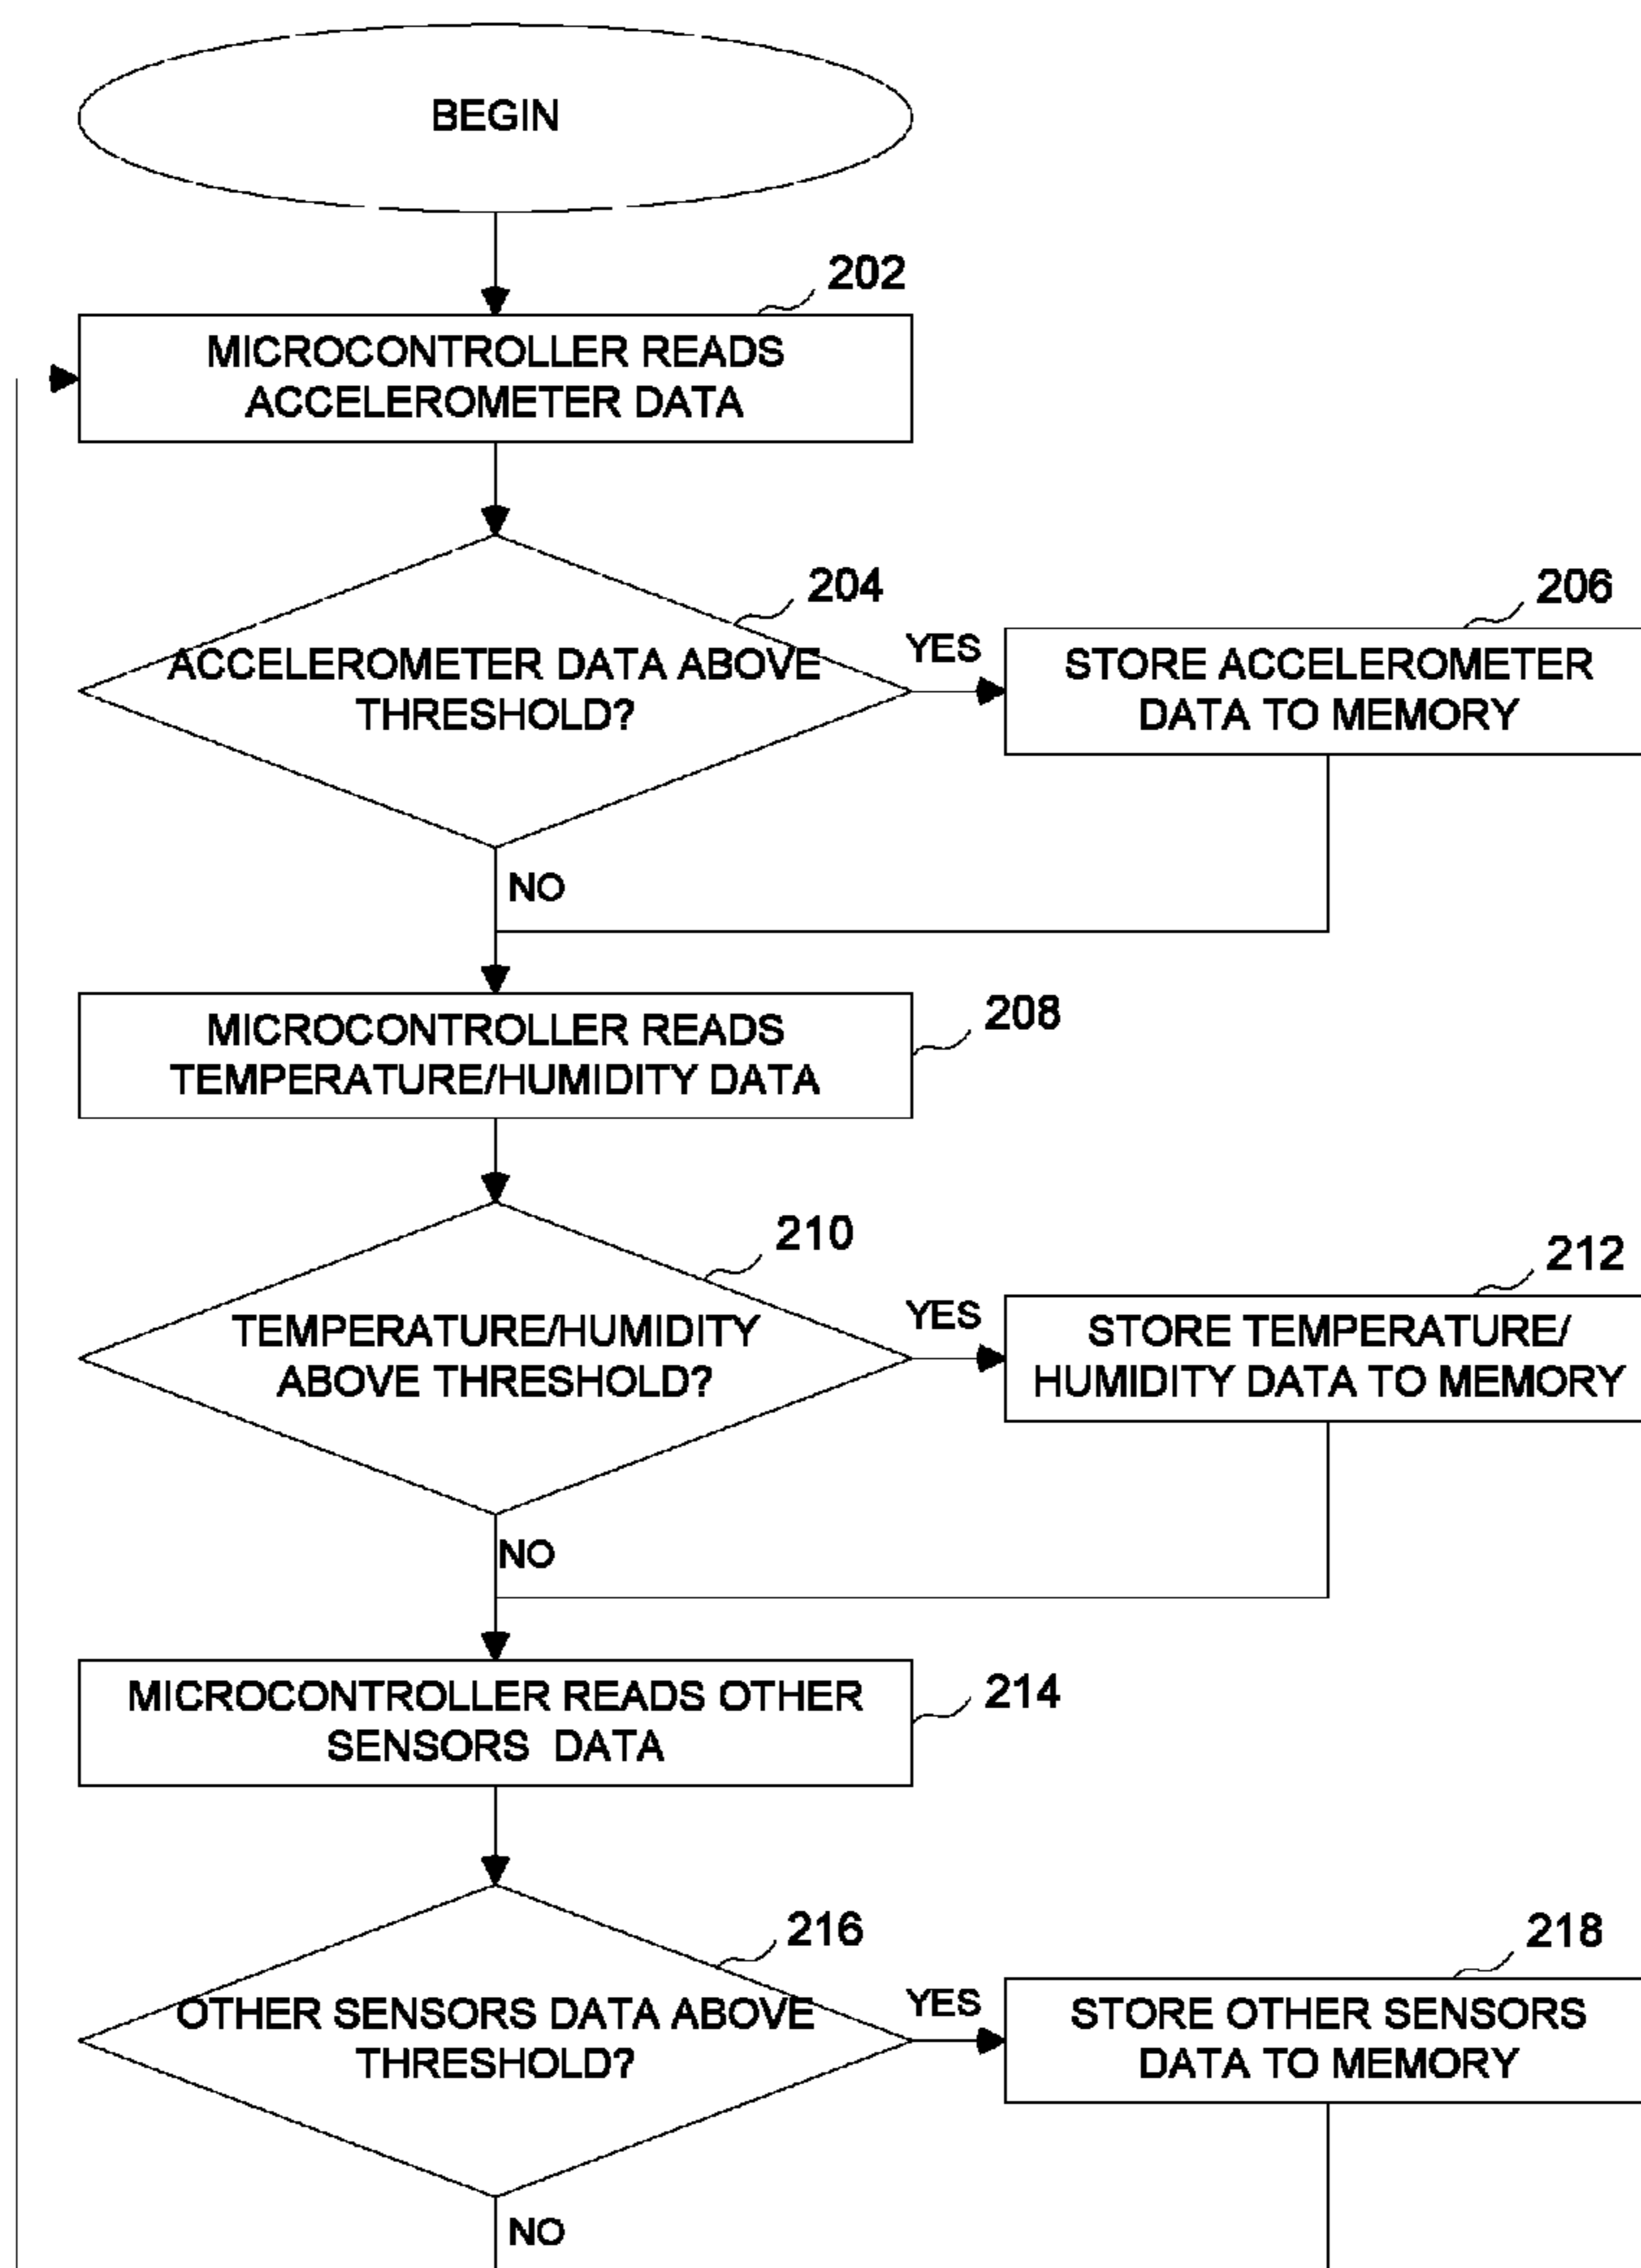 BEGIN
202
MICROCONTROLLER READS
ACCELEROMETER DATA
204
206
ACCELEROMETER DATA ABOVE
THRESHOLD?
YES
STORE ACCELEROMETER
DATA TO MEMORY
NO
208
MICROCONTROLLER READS
TEMPERATURE/HUMIDITY DATA
210
212
TEMPERATURE/HUMIDITY
ABOVE THRESHOLD?
YES
STORE TEMPERATURE/
HUMIDITY DATA TO MEMORY
NO
214
MICROCONTROLLER READS OTHER
SENSORS DATA
216
218
OTHER SENSORS DATA ABOVE
THRESHOLD?
YES
STORE OTHER SENSORS
DATA TO MEMORY
NO